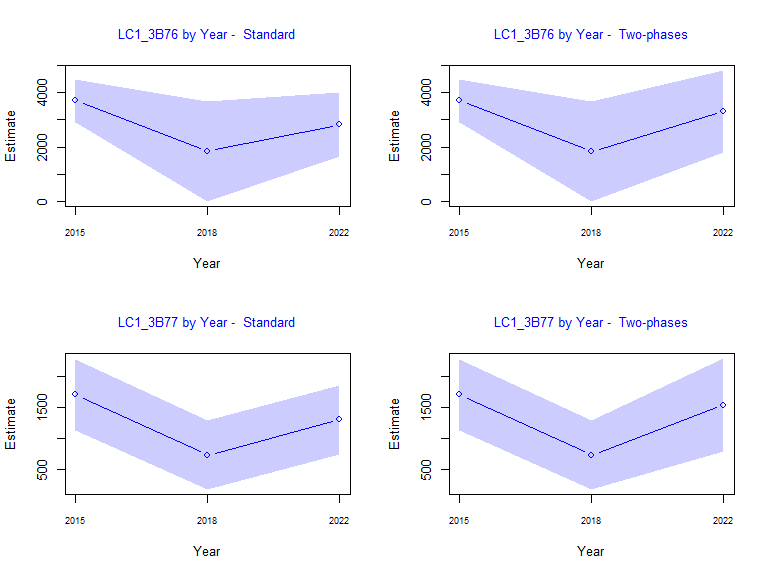 LC1_3B76 by Year -  Standard
Estimate
0 2000 4000
2015 2018 2022
Year
LC1_3B76 by Year -  Two-phases
Estimate
0 2000 4000
2015 2018 2022
Year
LC1_3B77 by Year -  Standard
Estimate
500 1500
2015 2018 2022
Year
LC1_3B77 by Year -  Two-phases
Estimate
500 1500
2015 2018 2022
Year